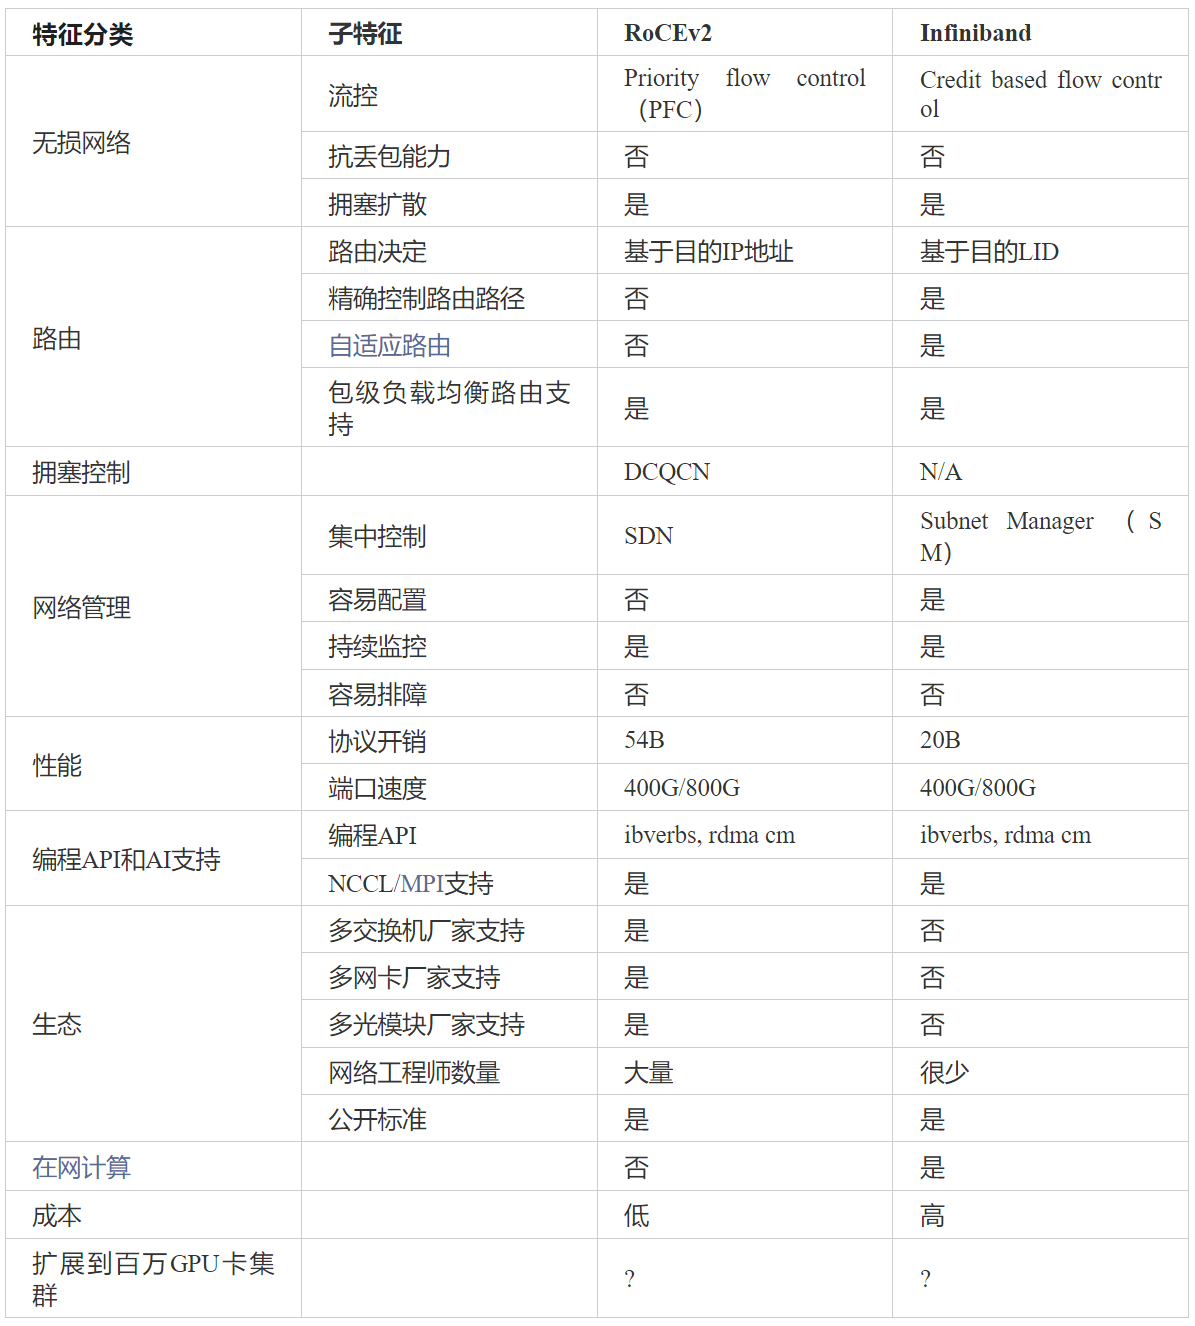 特征分类 子特征 RoCEv2 Infiniband
无损网络
流控
Priority flow control
（PFC）
Credit based flow contr
ol
抗丢包能力 否 否
拥塞扩散 是 是
路由
路由决定 基于目的IP地址 基于目的LID
精确控制路由路径 否 是
自适应路由 否 是
包级负载均衡路由支
持
是 是
拥塞控制 DCQCN N/A
网络管理
集中控制 SDN
Subnet Manager （S
M）
容易配置 否 是
持续监控 是 是
容易排障 否 否
性能
协议开销 54B 20B
端口速度 400G/800G 400G/800G
编程API和AI支持
编程API ibverbs, rdma cm ibverbs, rdma cm
NCCL/MPI支持 是 是
生态
多交换机厂家支持 是 否
多网卡厂家支持 是 否
多光模块厂家支持 是 否
网络工程师数量 大量 很少
公开标准 是 是
在网计算 否 是
成本 低 高
扩展到百万GPU卡集
群
? ?